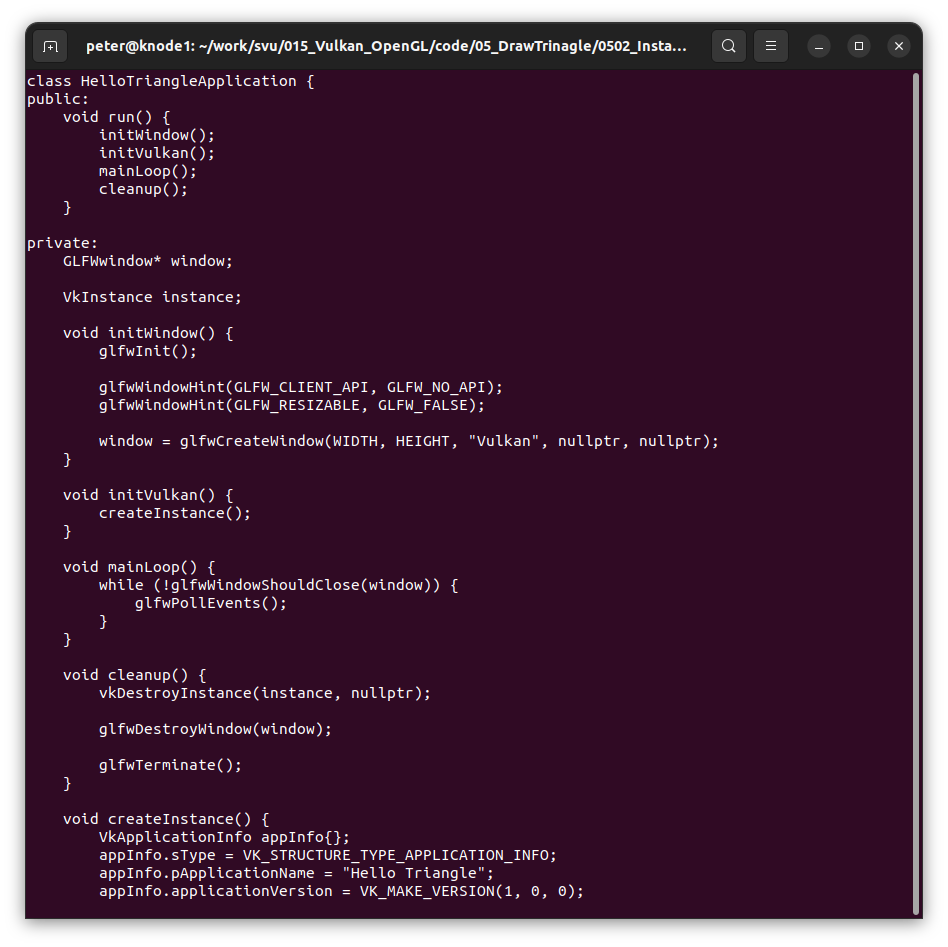 peter@knode1: ~/work/svu/015_Vulkan_OpenGL/code/05_DrawTrinagle/0502_Insta...
class HelloTriangleApplication {
public:
    void run() {
        initWindow();
        initVulkan();
        mainLoop();
        cleanup();
    }

private:
    GLFWwindow* window;

    VkInstance instance;

    void initWindow() {
        glfwInit();

        glfwWindowHint(GLFW_CLIENT_API, GLFW_NO_API);
        glfwWindowHint(GLFW_RESIZABLE, GLFW_FALSE);

        window = glfwCreateWindow(WIDTH, HEIGHT, "Vulkan", nullptr, nullptr);
    }

    void initVulkan() {
        createInstance();
    }

    void mainLoop() {
        while (!glfwWindowShouldClose(window)) {
            glfwPollEvents();
        }
    }

    void cleanup() {
        vkDestroyInstance(instance, nullptr);

        glfwDestroyWindow(window);

        glfwTerminate();
    }

    void createInstance() {
        VkApplicationInfo appInfo{};
        appInfo.sType = VK_STRUCTURE_TYPE_APPLICATION_INFO;
        appInfo.pApplicationName = "Hello Triangle";
        appInfo.applicationVersion = VK_MAKE_VERSION(1, 0, 0);